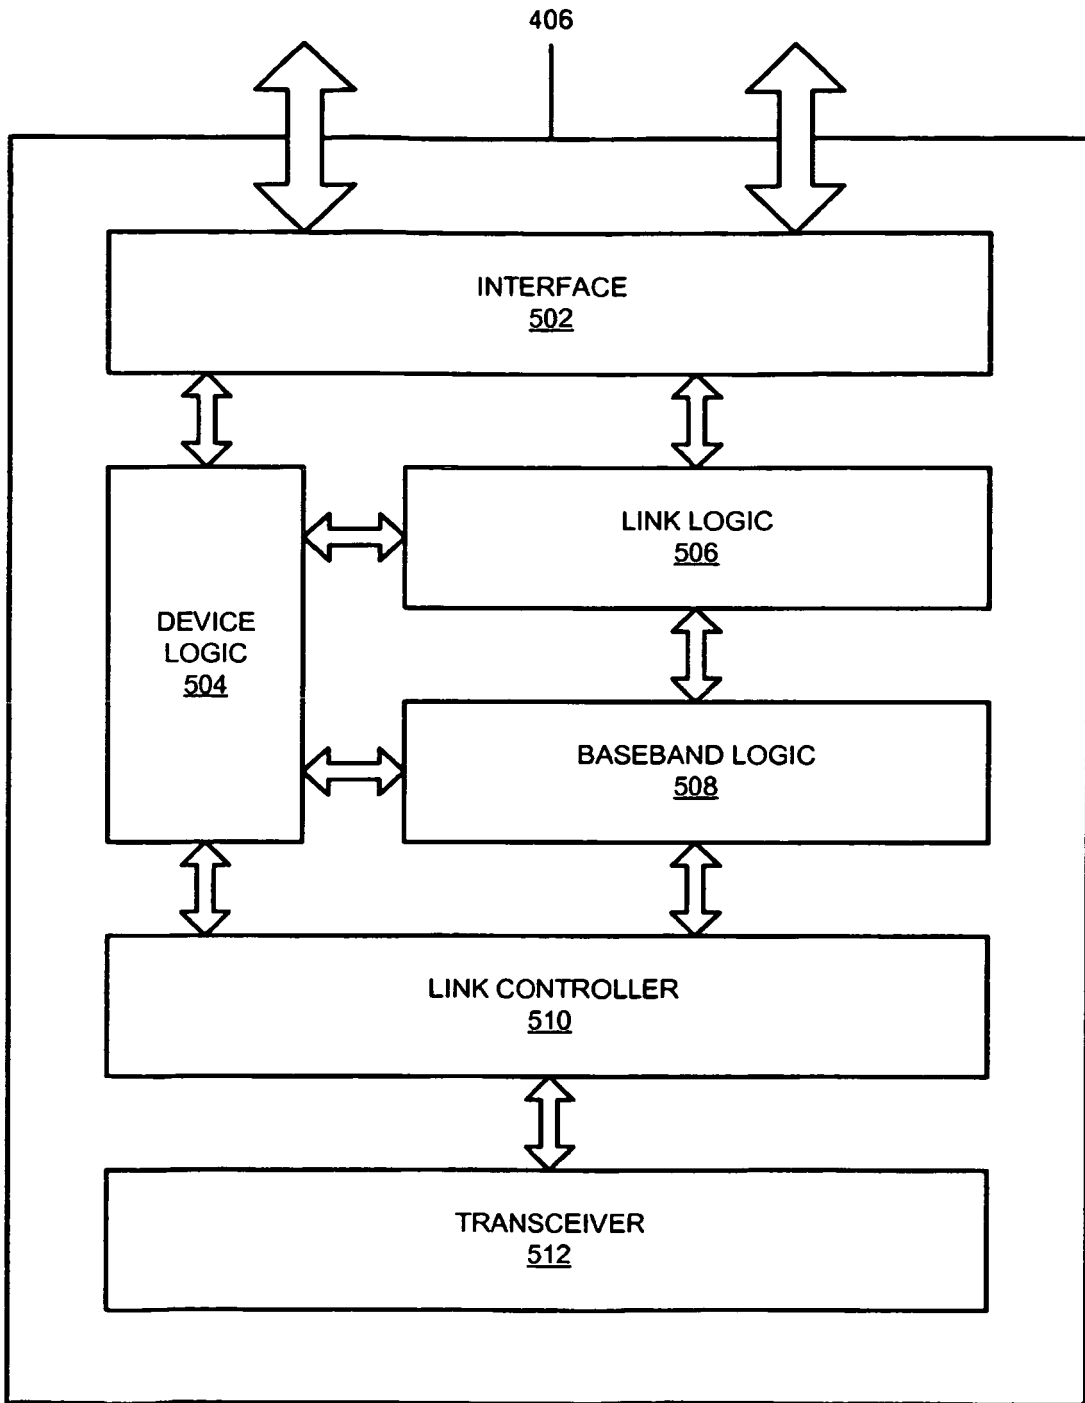 406
INTERFACE
502
LINK LOGIC
506
DEVICE
LOGIC
504
BASEBAND LOGIC
508
LINK CONTROLLER
510
TRANSCEIVER
512